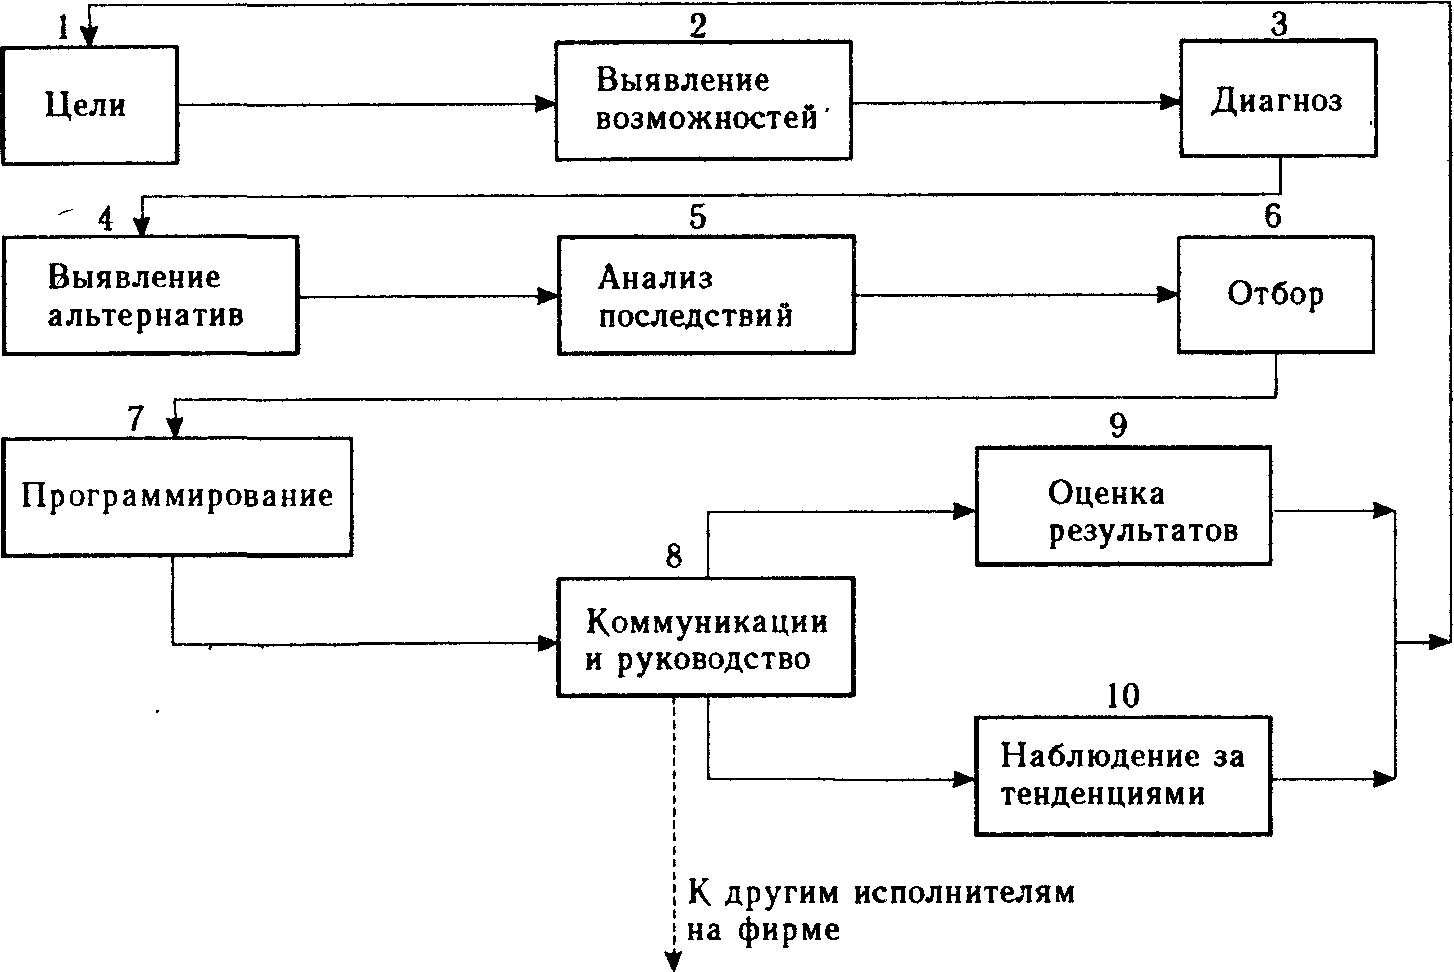 1
Цели
2
Выявление
возможностей
3
Диагноз
4
Выявление
альтернатив
5
Анализ
последствий
6
Отбор
7
Программирование
8
Коммуникации
и руководство
9
Оценка
результатов
10
Наблюдение за
тенденциями
К другим исполнителям
на фирме